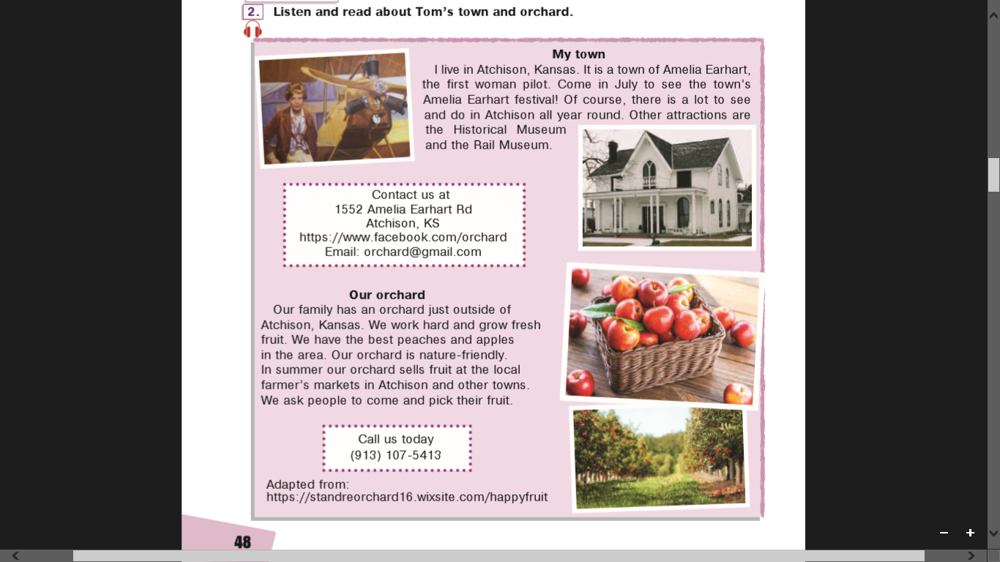 2. Listen and read about Tom's town and orchard.
My town
I live in Atchison, Kansas. It is a town of Amelia Earhart,
the first woman pilot. Come in July to see the town's
Amelia Earhart festival! Of course, there is a lot to see
and do in Atchison all year round. Other attractions are
the Historical Museum
and the Rail Museum.
Contact us at
1552 Amelia Earhart Rd
Atchison, KS
https://www.facebook.com/orchard
Email: orchard@gmail.com
Our orchard
Our family has an orchard just outside of
Atchison, Kansas. We work hard and grow fresh
fruit. We have the best peaches and apples
in the area. Our orchard is nature-friendly.
In summer our orchard sells fruit at the local
farmer's markets in Atchison and other towns.
We ask people to come and pick their fruit.
Call us today
(913) 107-5413
Adapted from:
https://standreorchard16.wixsite.com/happyfruit
48